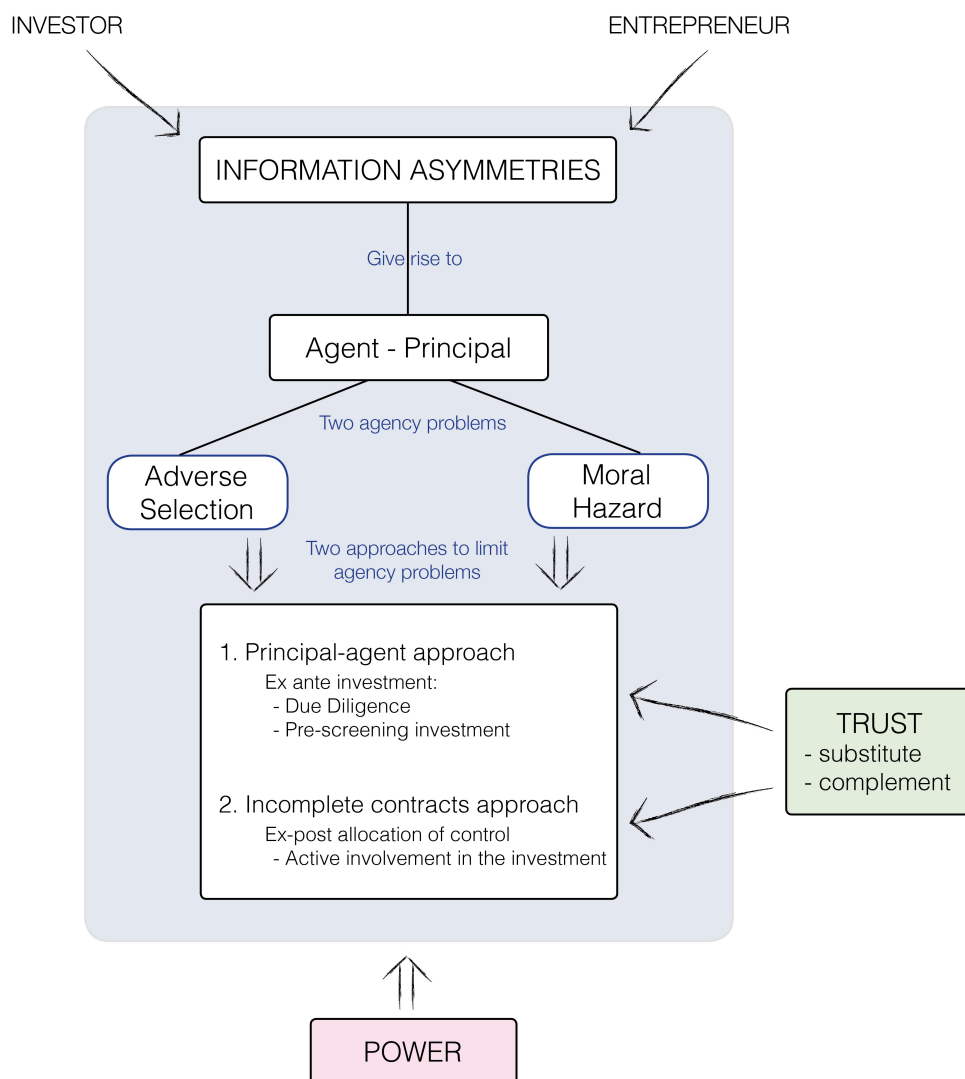 INVESTOR
ENTREPRENEUR
INFORMATION ASYMMETRIES
Give rise to
Agent - Principal
Two agency problems
Adverse
Selection
Moral
Hazard
Two approaches to limit
agency problems
1. Principal-agent approach
Ex ante investment:
- Due Diligence
- Pre-screening investment
2. Incomplete contracts approach
Ex-post allocation of control
- Active involvement in the investment
TRUST
- substitute
- complement
POWER